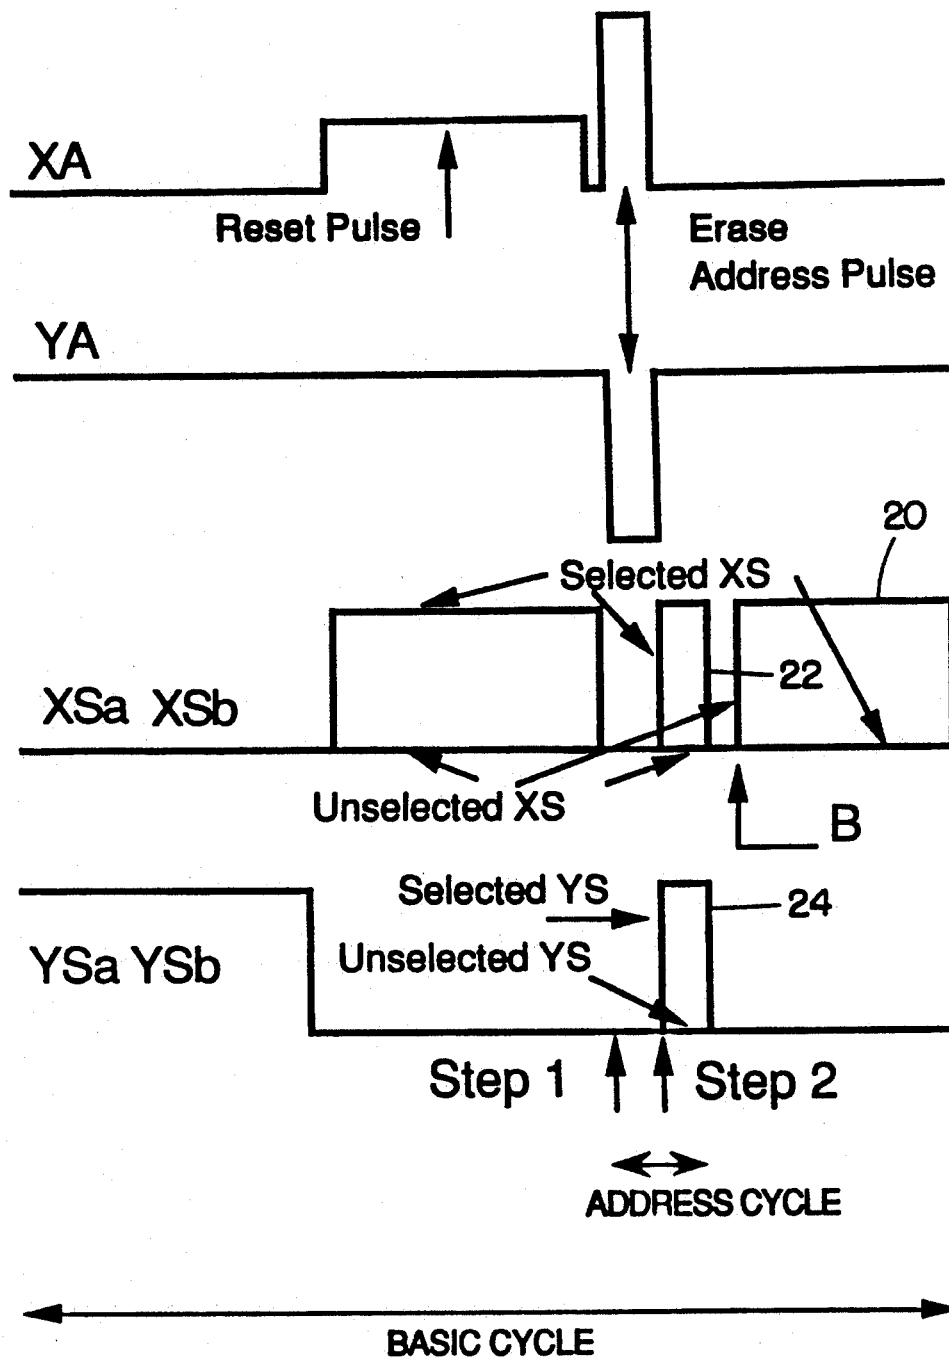 XA
Reset Pulse
Erase
Address Pulse
YA
20
Selected XS
22
XSa XSb
Unselected XS
B
Selected YS
24
Unselected YS
YSa YSb
Step 1
Step 2
ADDRESS CYCLE
BASIC CYCLE